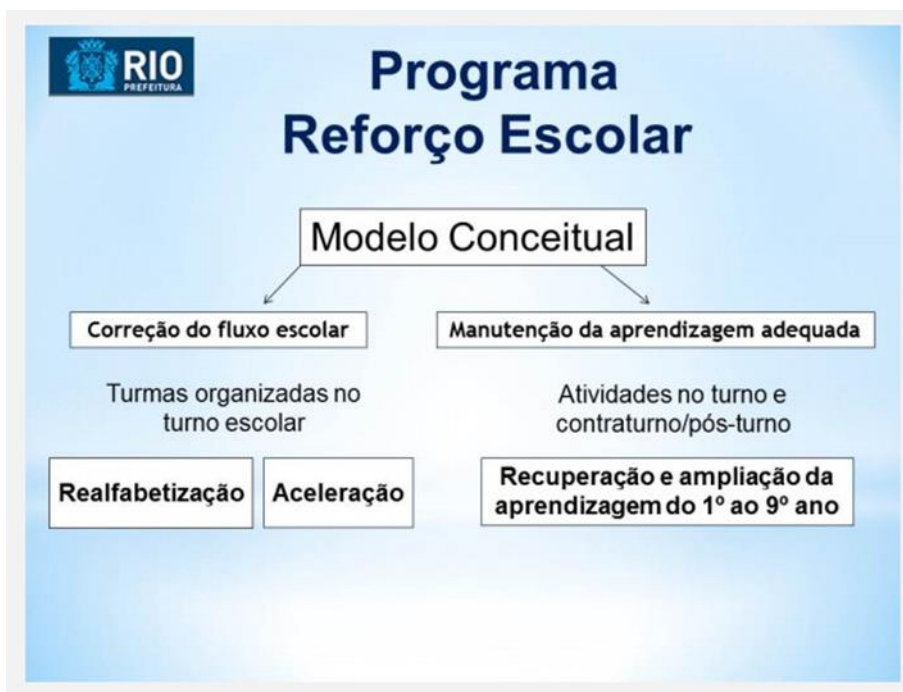 RIO
PREFEITURA
Programa
Reforço Escolar
Modelo Conceitual
Correção do fluxo escolar
Manutenção da aprendizagem adequada
Turmas organizadas no
turno escolar
Atividades no turno e
contraturno/pós-turno
Realfabetização
Aceleração
Recuperação e ampliação da
aprendizagem do 1º ao 9º ano